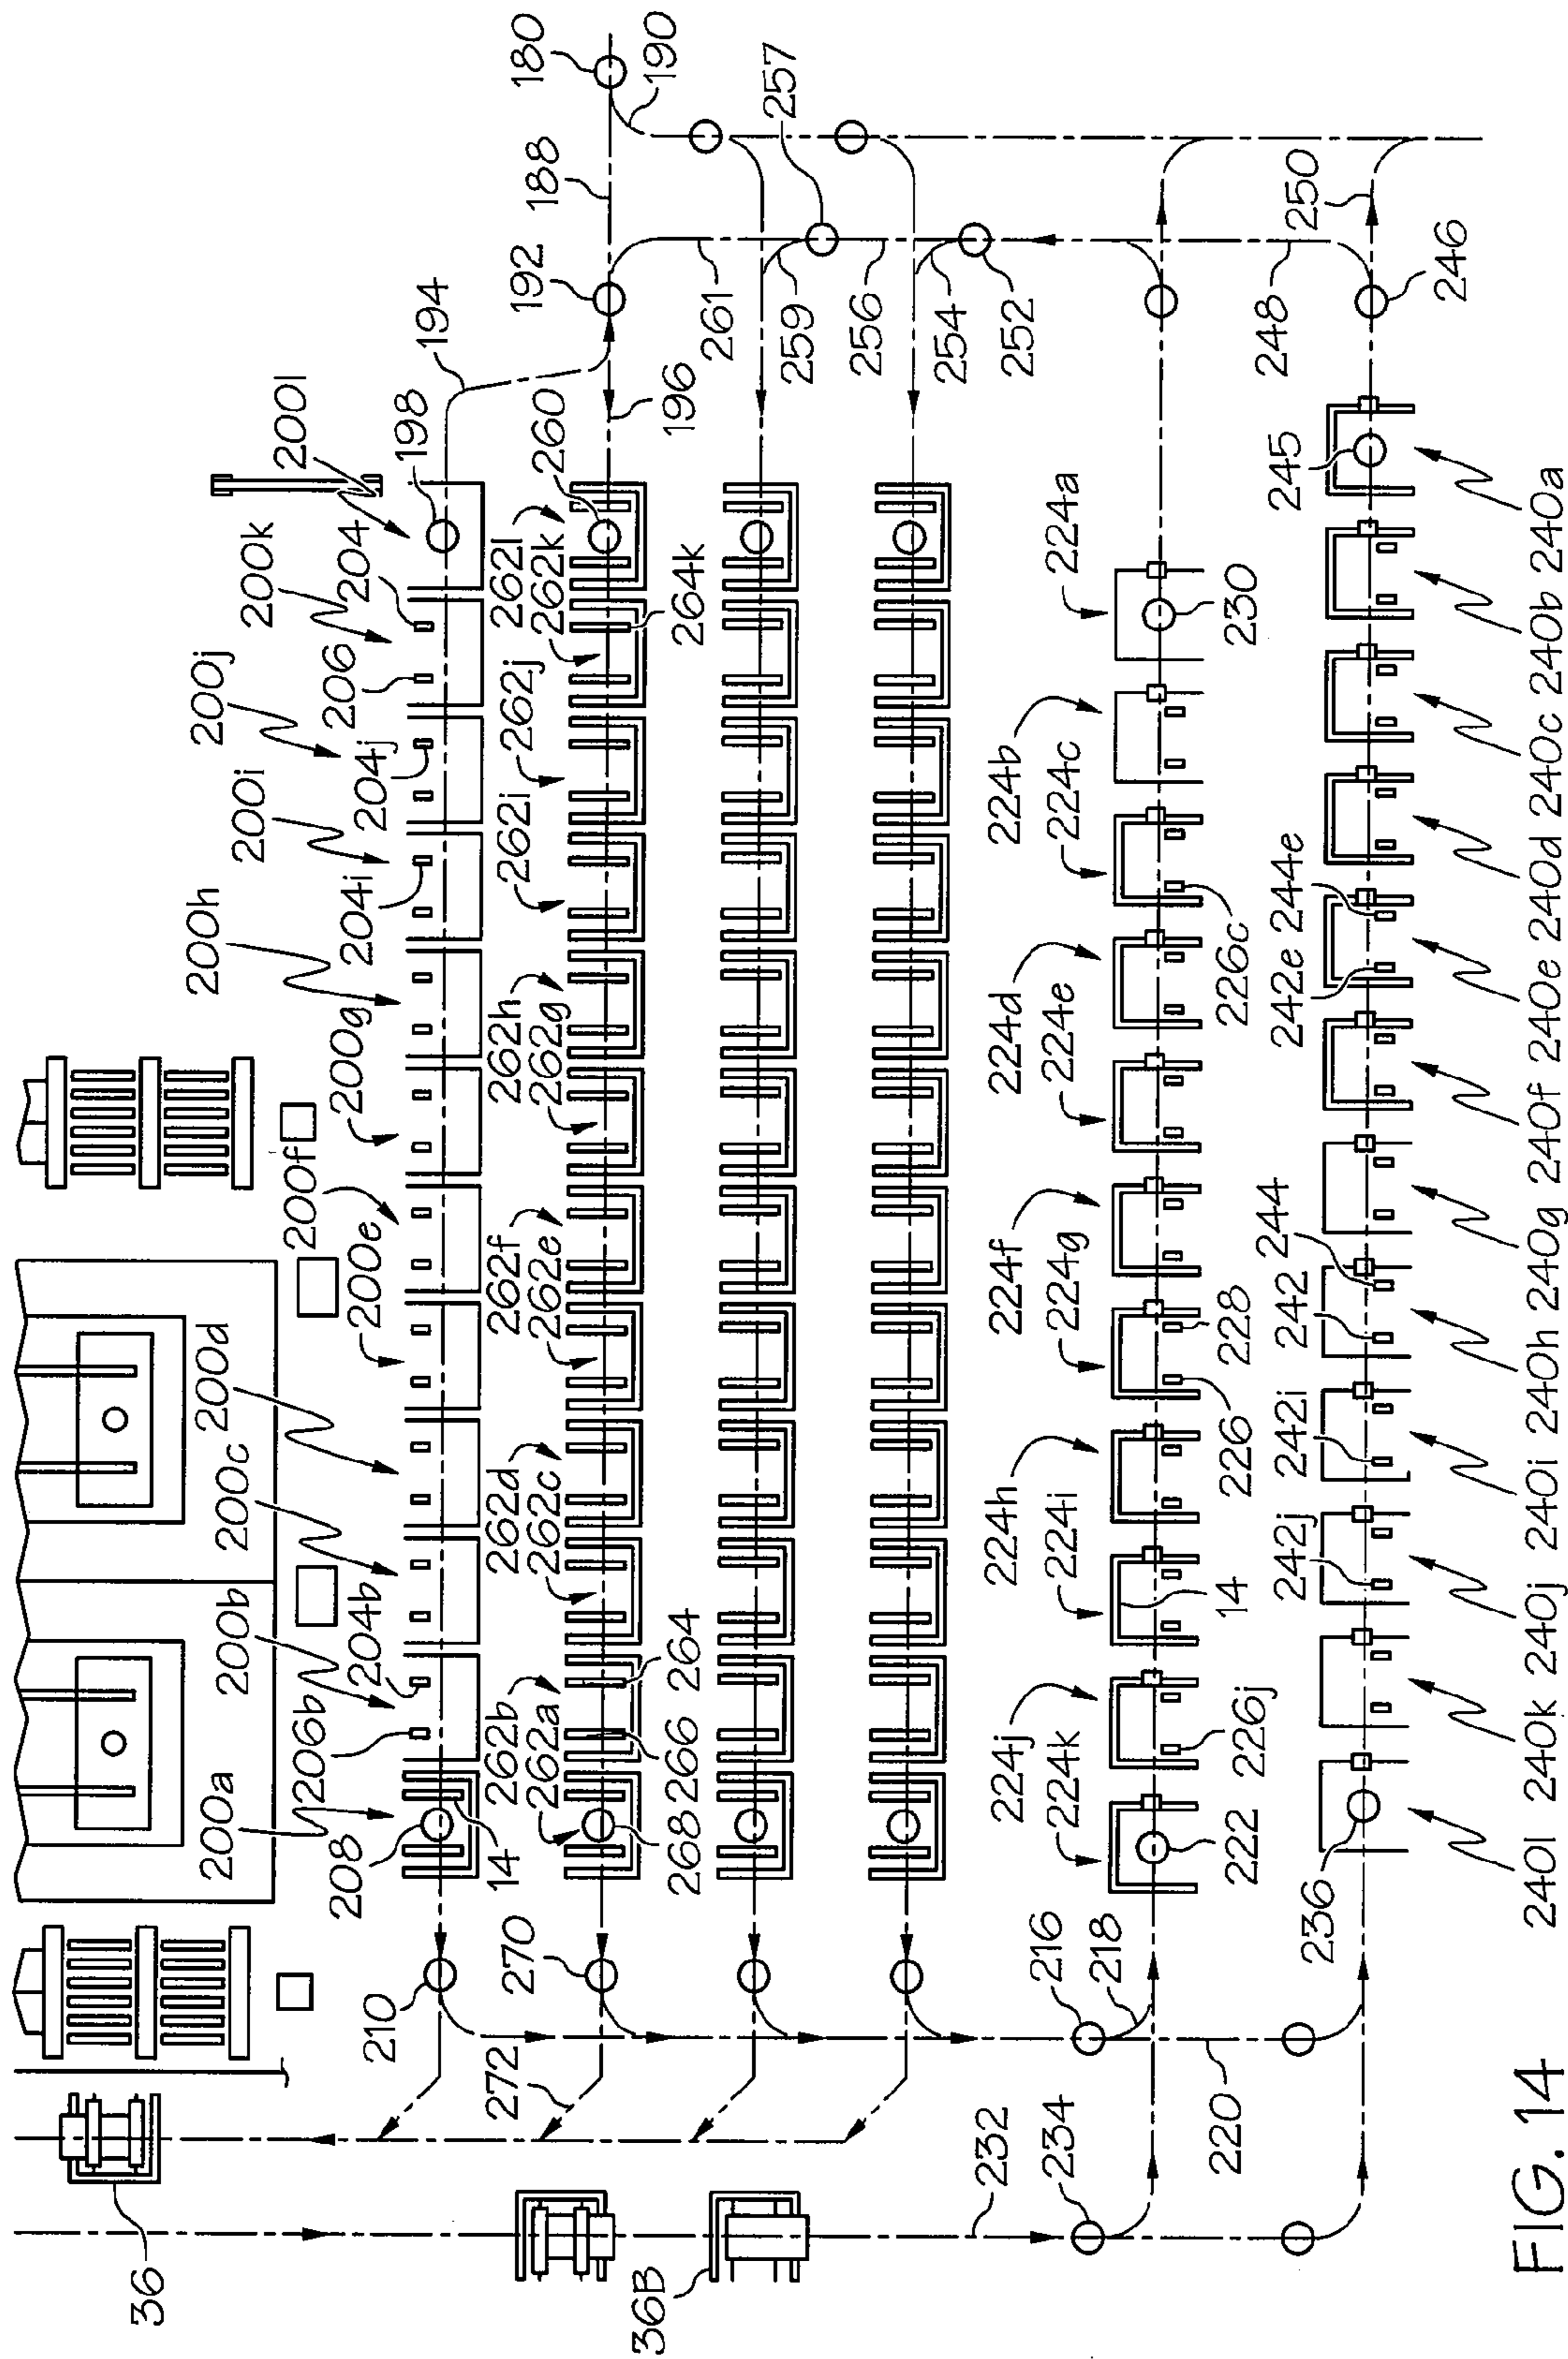 180
190
188
257
192
194
261
259
256
254
252
250
248
246
196
200l
198
260
200k
204
262l
262k
264k
206
200j
204j
262j
200i
204i
262i
200h
262h
262g
200g
200f
200e
262f
262e
200d
200c
262d
262c
200b
204b
206b
262b
264
262a
266
200a
208
14
268
210
270
272
36
36B
232
234
216
218
220
224a
230
224b
224c
226c
224d
224e
224f
224g
228
226
224h
224i
14
224j
226j
224k
222
245
240a
240b
240c
240d
244e
242e
240e
240f
240g
244
242
240h
242i
240i
242j
240j
240k
236
240l
FIG. 14